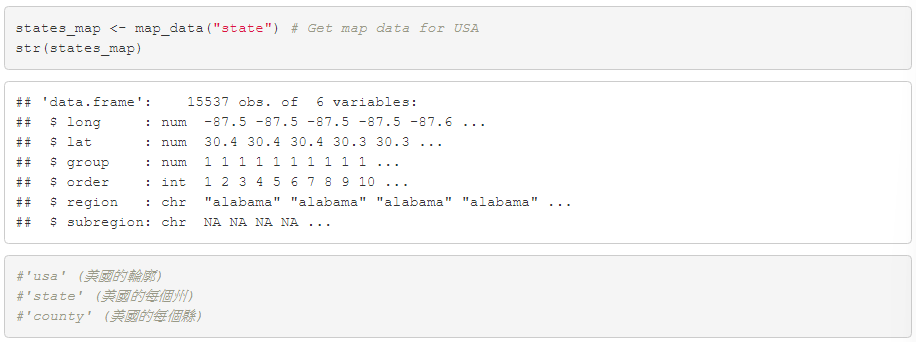 states_map <- map_data("state") # Get map data for USA
str(states_map)
## 'data.frame':    15537 obs. of  6 variables:
##  $ long     : num  -87.5 -87.5 -87.5 -87.5 -87.6 ...
##  $ lat      : num  30.4 30.4 30.4 30.3 30.3 ...
##  $ group    : num  1 1 1 1 1 1 1 1 1 1 ...
##  $ order    : int  1 2 3 4 5 6 7 8 9 10 ...
##  $ region   : chr  "alabama" "alabama" "alabama" "alabama" ...
##  $ subregion: chr  NA NA NA NA ...
#'usa' (美國的輪廓)
#'state' (美國的每個州)
#'county' (美國的每個縣)